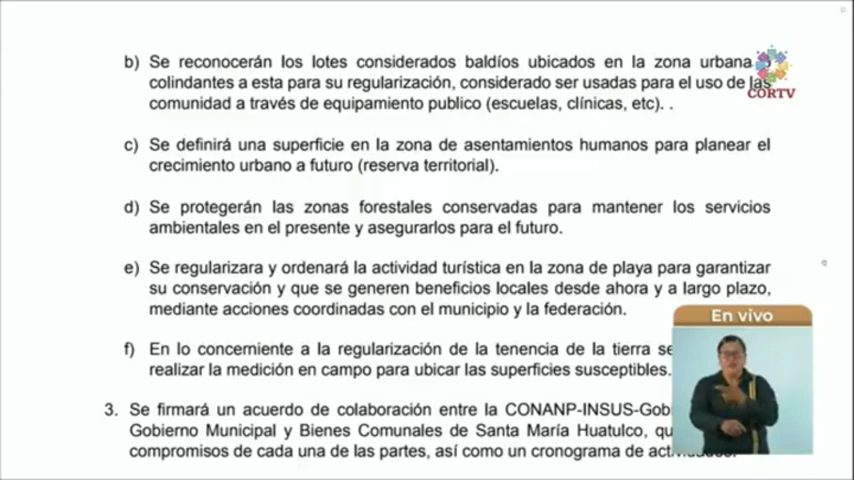 b) Se reconocerán los lotes considerados baldíos ubicados en la zona urbana
colindantes a esta para su regularización, considerado ser usadas para el uso de las
comunidad a través de equipamiento publico (escuelas, clínicas, etc). .
CORTV
c) Se definirá una superficie en la zona de asentamientos humanos para planear el
crecimiento urbano a futuro (reserva territorial).
d) Se protegerán las zonas forestales conservadas para mantener los servicios
ambientales en el presente y asegurarlos para el futuro.
e) Se regularizara y ordenará la actividad turística en la zona de playa para garantizar
su conservación y que se generen beneficios locales desde ahora y a largo plazo,
mediante acciones coordinadas con el municipio y la federación.
En vivo
f) En lo concerniente a la regularización de la tenencia de la tierra
realizar la medición en campo para ubicar las superficies susceptibles.
3. Se firmará un acuerdo de colaboración entre la CONANP-INSUS-
Gobierno Municipal y Bienes Comunales de Santa María Huatulco,
compromisos de cada una de las partes, así como un cronograma de